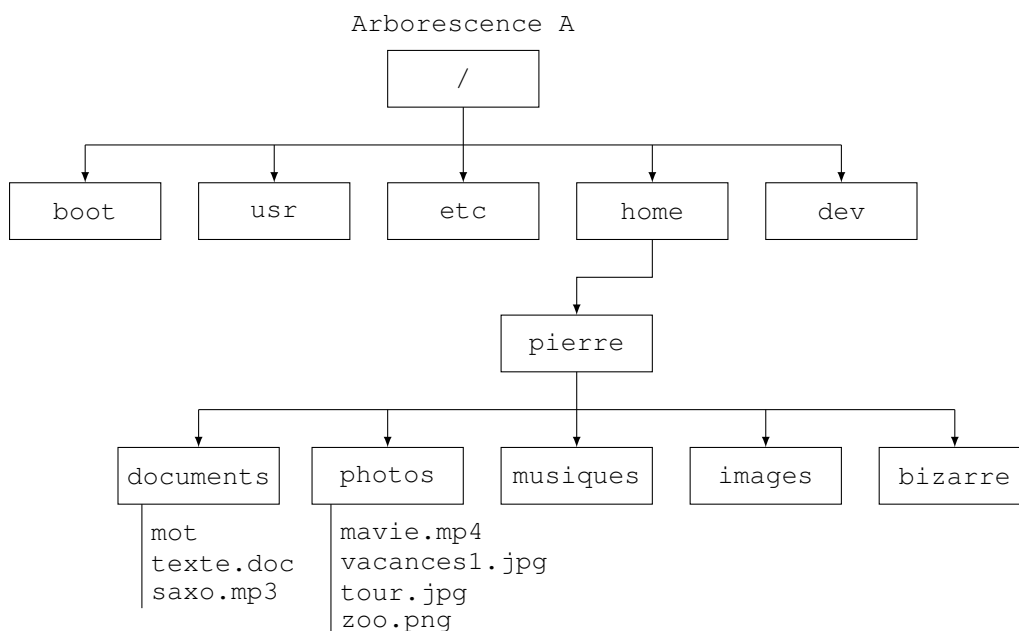 Arborescence A
/
boot usr etc home dev
pierre
documents photos musiques images bizarre
mot
texte.doc
saxo.mp3
mavie.mp4
vacances1.jpg
tour.jpg
zoo.png